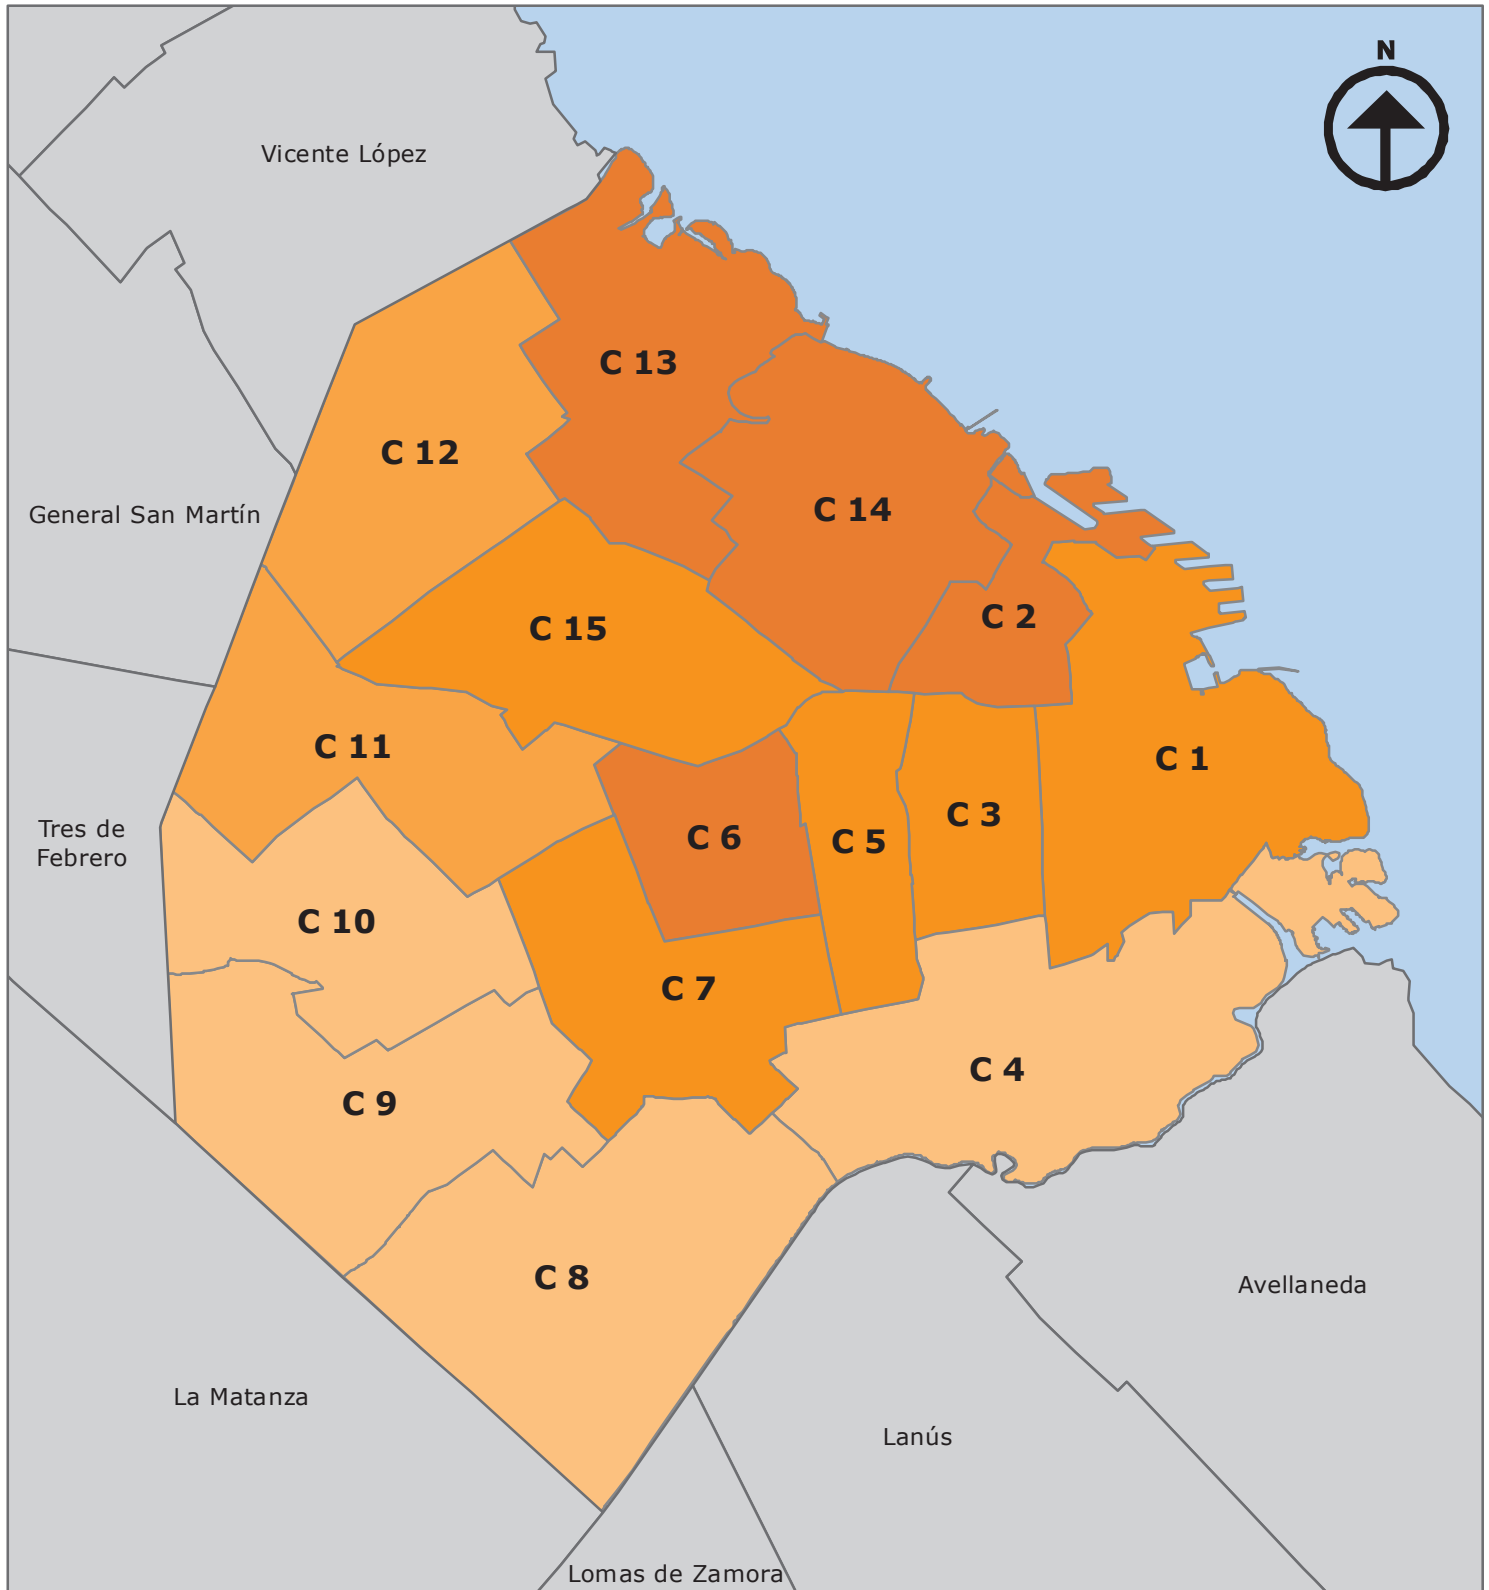 N
Vicente López
C 13
C 12
C 14
General San Martín
C 2
C 15
C 11
C 1
C 3
Tres de
Febrero
C 6
C 5
C 10
C 7
C 4
C 9
C 8
Avellaneda
La Matanza
Lanús
Lomas de Zamora